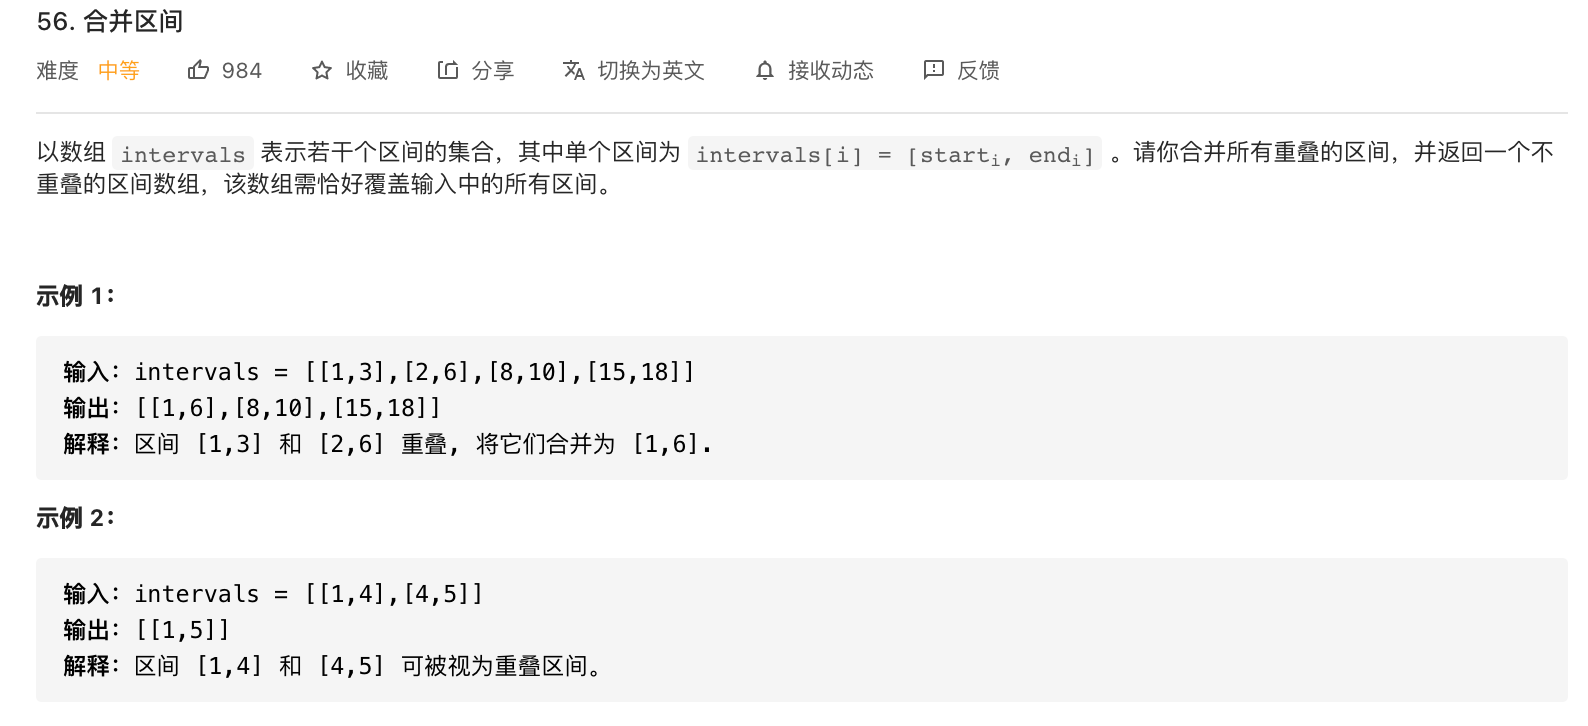 56. 合并区间
难度 中等 984 收藏 分享 切换为英文 接收动态 反馈
以数组 intervals 表示若干个区间的集合，其中单个区间为 intervals[i] = [starti, endi] 。请你合并所有重叠的区间，并返回一个不
重叠的区间数组，该数组需恰好覆盖输入中的所有区间。
示例 1：
输入：intervals = [[1,3],[2,6],[8,10],[15,18]]
输出：[[1,6],[8,10],[15,18]]
解释：区间 [1,3] 和 [2,6] 重叠, 将它们合并为 [1,6].
示例 2：
输入：intervals = [[1,4],[4,5]]
输出：[[1,5]]
解释：区间 [1,4] 和 [4,5] 可被视为重叠区间。